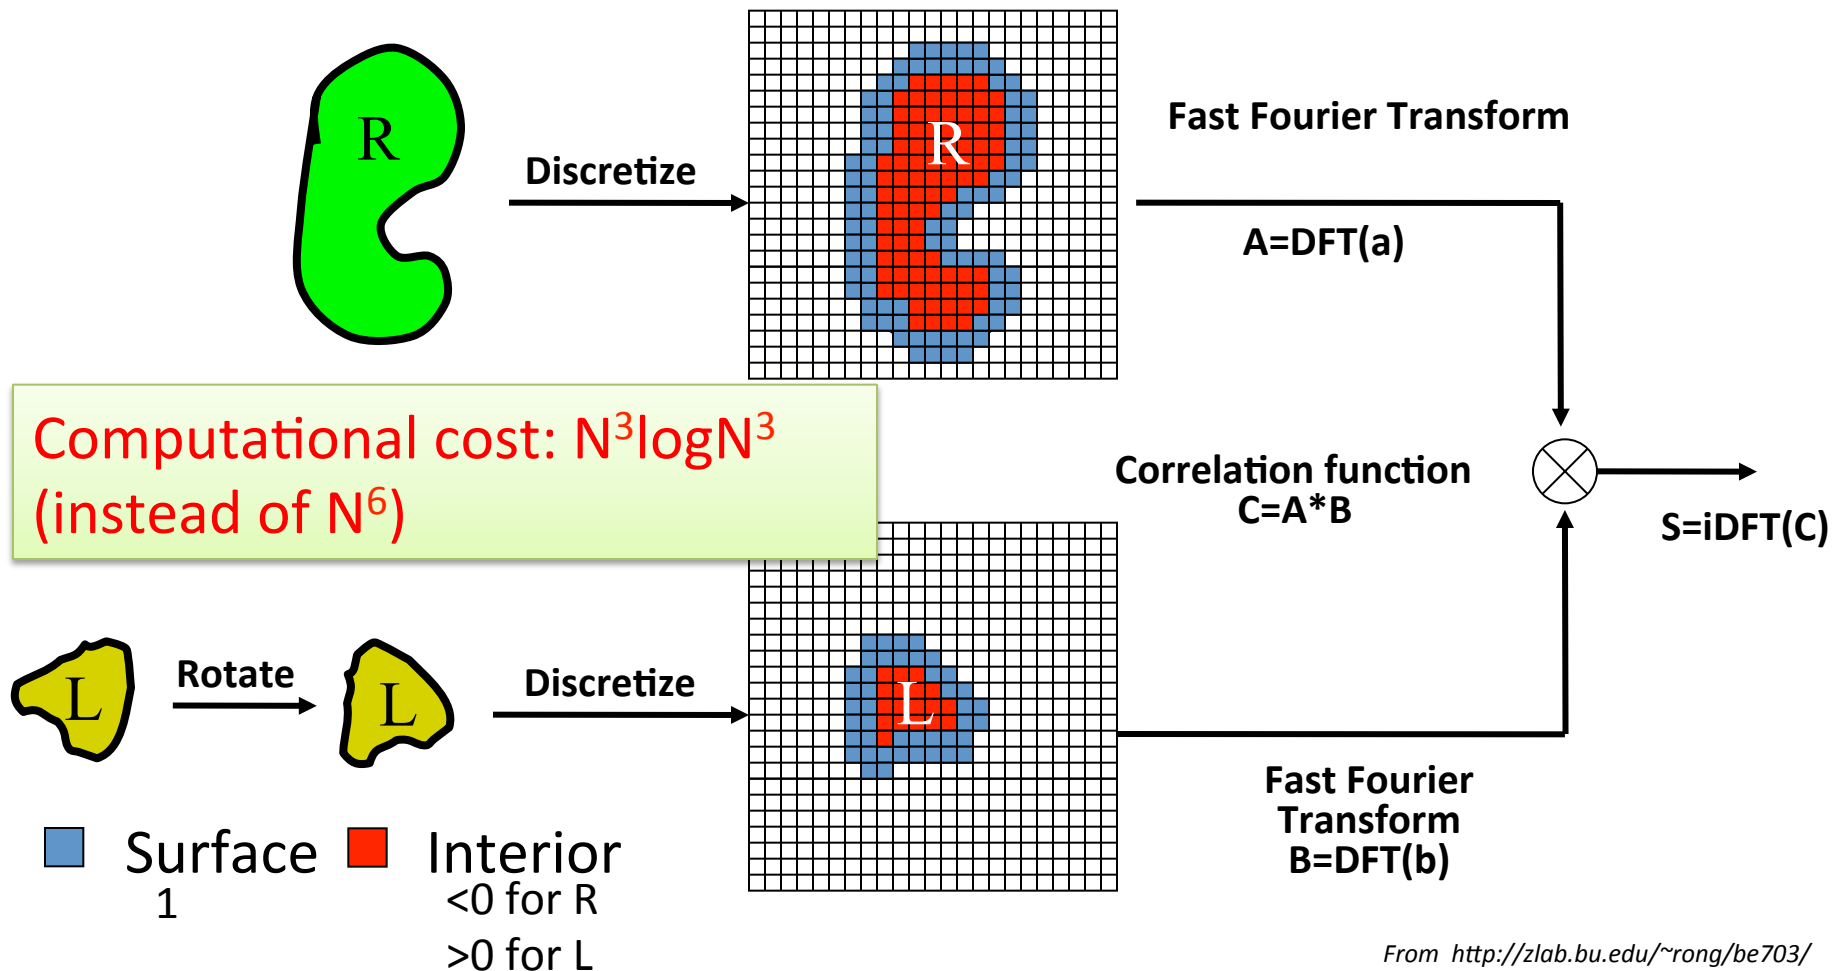 R
Discretize
R
Fast Fourier Transform
A=DFT(a)
Computational cost: N³logN³
(instead of N⁶)
Correlation function
C=A*B
S=iDFT(C)
L
Rotate
L
Discretize
L
Fast Fourier
Transform
B=DFT(b)
Surface
1
Interior
<0 for R
>0 for L
From http://zlab.bu.edu/~rong/be703/